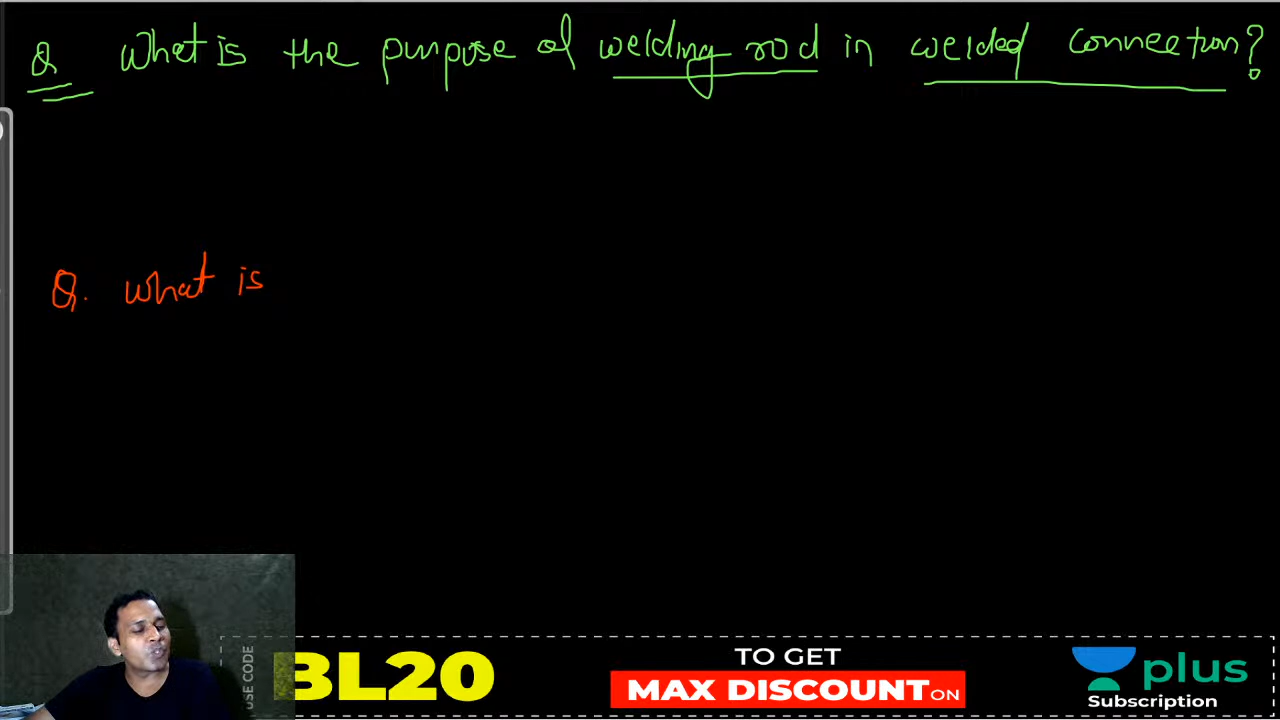 Q What is the purpose of welding rod in welded connection?
Q. What is
USE CODE
BL20
TO GET
MAX DISCOUNT ON
plus
Subscription